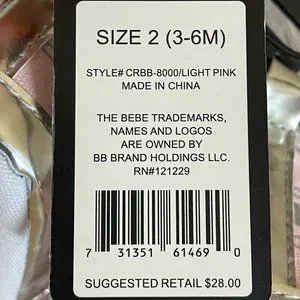 SIZE 2 (3-6M)
STYLE# CRBB-8000/LIGHT PINK
MADE IN CHINA
THE BEBE TRADEMARKS,
NAMES AND LOGOS
ARE OWNED BY
BB BRAND HOLDINGS LLC.
RN#121229
7 31351 61469 0
SUGGESTED RETAIL $28.00